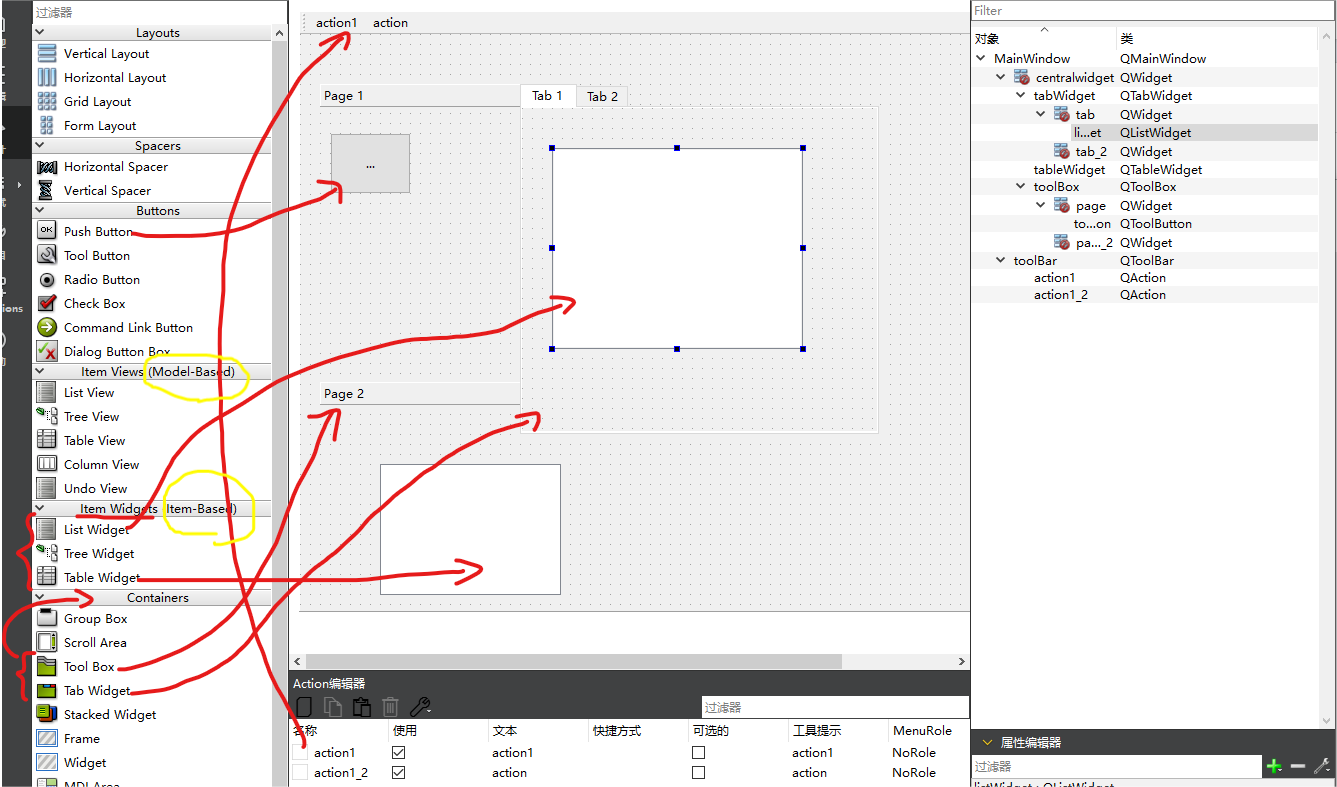 过滤器
Layouts
Vertical Layout
Horizontal Layout
Grid Layout
Form Layout
Spacers
Horizontal Spacer
Vertical Spacer
Buttons
OK
Push Button
Tool Button
Radio Button
Check Box
Command Link Button
Dialog Button Box
Item Views (Model-Based)
List View
Tree View
Table View
Column View
Undo View
Item Widgets (Item-Based)
List Widget
Tree Widget
Table Widget
Containers
Group Box
Scroll Area
Tool Box
Tab Widget
Stacked Widget
Frame
Widget
MDI Area
ions
action1 action
Page 1
Tab 1 Tab 2
...
Page 2
Action编辑器
过滤器
名称 使用 文本 快捷方式 可选的 工具提示 MenuRole
action1 action1 action1 NoRole
action1_2 action action NoRole
Filter
对象 类
MainWindow QMainWindow
centralwidget QWidget
tabWidget QTabWidget
tab QWidget
li...et QListWidget
tab_2 QWidget
tableWidget QTableWidget
toolBox QToolBox
page QWidget
to...on QToolButton
pa..._2 QWidget
toolBar QToolBar
action1 QAction
action1_2 QAction
属性编辑器
过滤器
listWidget : QListWidget